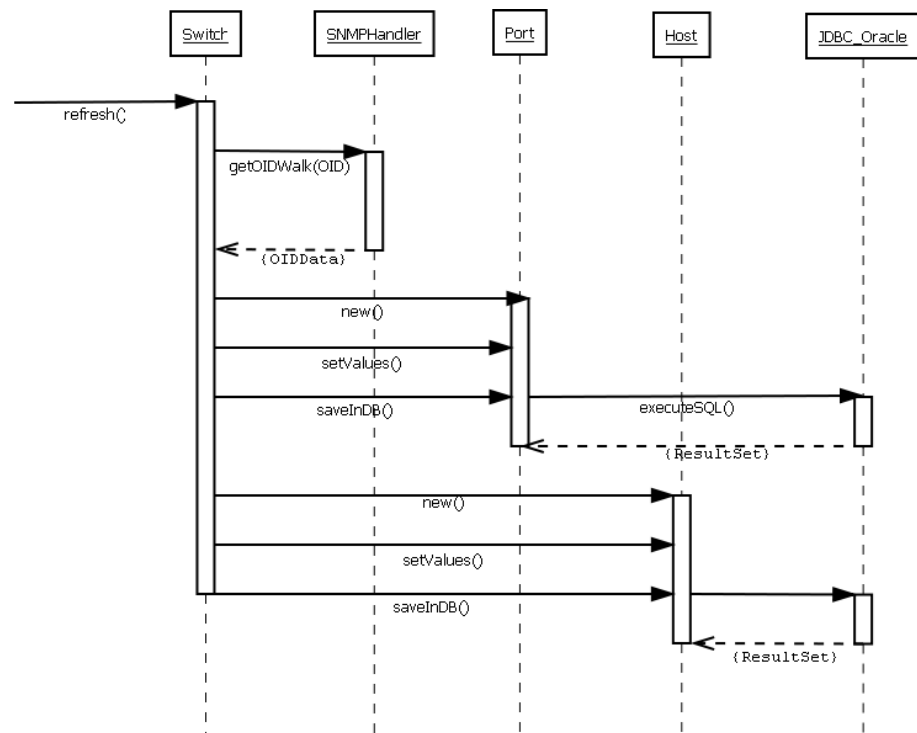 Switch
SNMPHandler
Port
Host
JDBC_Oracle
refresh()
getOIDWalk(OID)
{OIDData}
new()
setValues()
saveInDB()
executeSQL()
{ResultSet}
new()
setValues()
saveInDB()
{ResultSet}